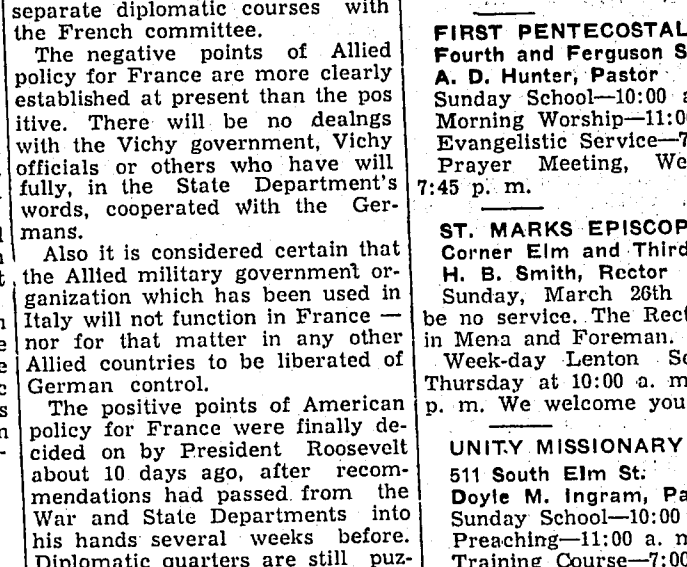 separate diplomatic courses with
the French committee.
The negative points of Allied
policy for France are more clearly
established at present than the pos
itive. There will be no dealngs
with the Vichy government, Vichy
officials or others who have will
fully, in the State Department's
words, cooperated with the Ger-
mans.
Also it is considered certain that
the Allied military government or-
ganization which has been used in
Italy will not function in France —
nor for that matter in any other
Allied countries to be liberated of
German control.
The positive points of American
policy for France were finally de-
cided on by President Roosevelt
about 10 days ago, after recom-
mendations had passed from the
War and State Departments into
his hands several weeks before.
Diplomatic quarters are still puz-
FIRST PENTECOSTAL
Fourth and Ferguson S
A. D. Hunter, Pastor
Sunday School—10:00 a
Morning Worship—11:0
Evangelistic Service—7
Prayer Meeting, We
7:45 p. m.
ST. MARKS EPISCOP
Corner Elm and Third
H. B. Smith, Rector
Sunday, March 26th
be no service. The Rect
in Mena and Foreman.
Week-day Lenton Se
Thursday at 10:00 a. m
p. m. We welcome you
UNITY MISSIONARY
511 South Elm St.
Doyle M. Ingram, Pa
Sunday School—10:00
Preaching—11:00 a. m
Training Course—7:00